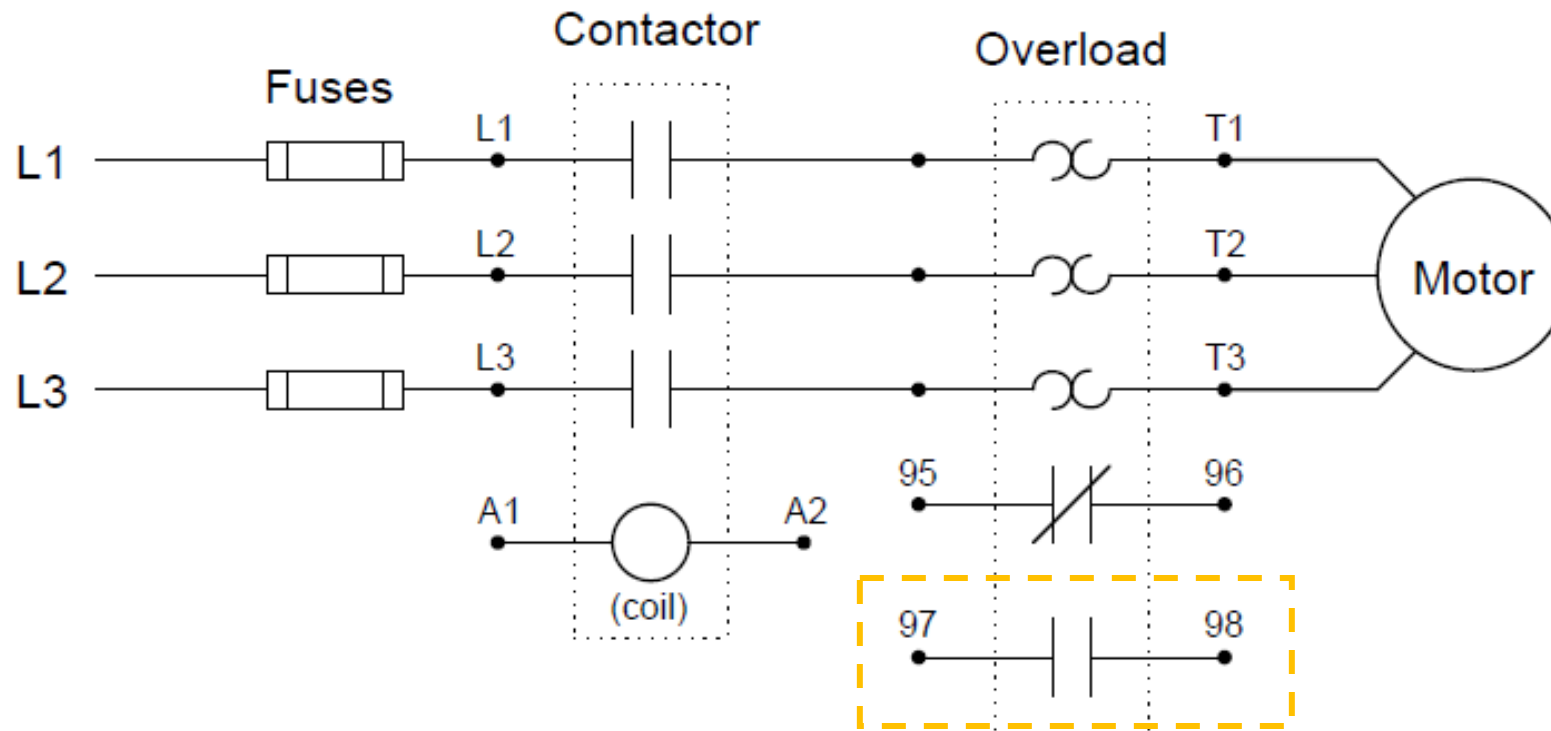 Contactor
Overload
Fuses
L1
L1
T1
L2
L2
T2
Motor
L3
L3
T3
A1
A2
(coil)
95
96
97
98